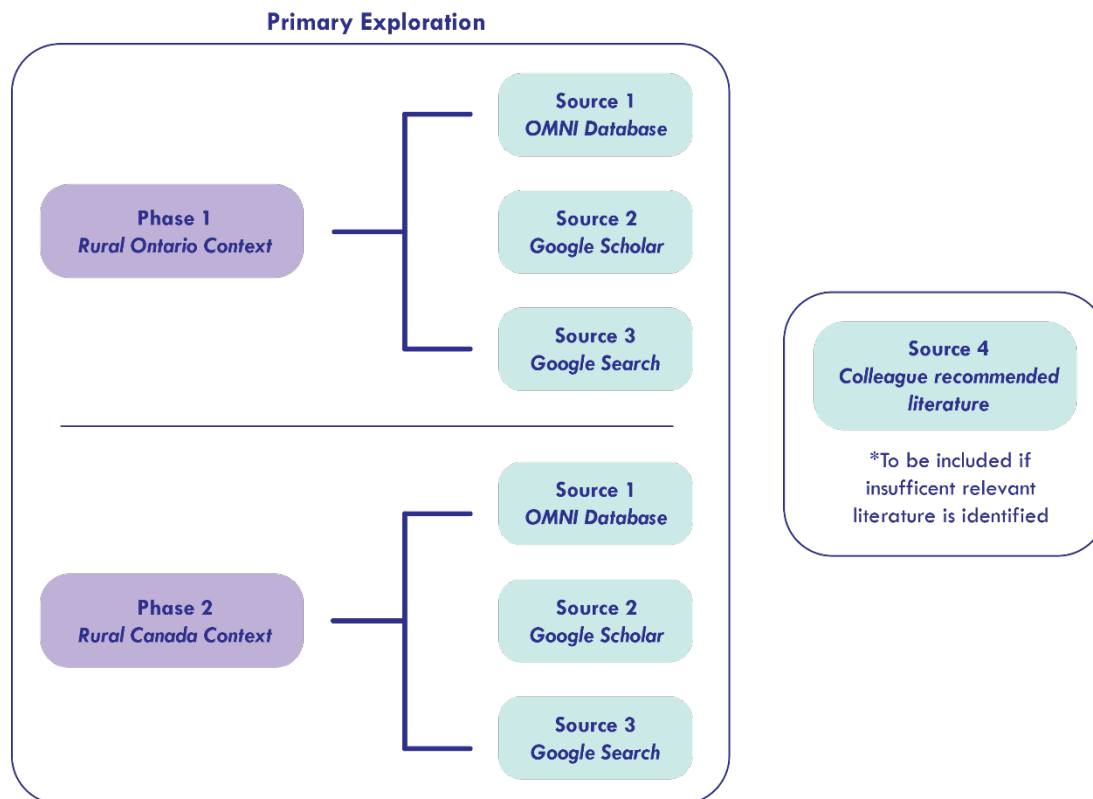 Primary Exploration
Phase 1
Rural Ontario Context
Source 1
OMNI Database
Source 2
Google Scholar
Source 3
Google Search
Phase 2
Rural Canada Context
Source 1
OMNI Database
Source 2
Google Scholar
Source 3
Google Search
Source 4
Colleague recommended
literature
*To be included if
insufficent relevant
literature is identified